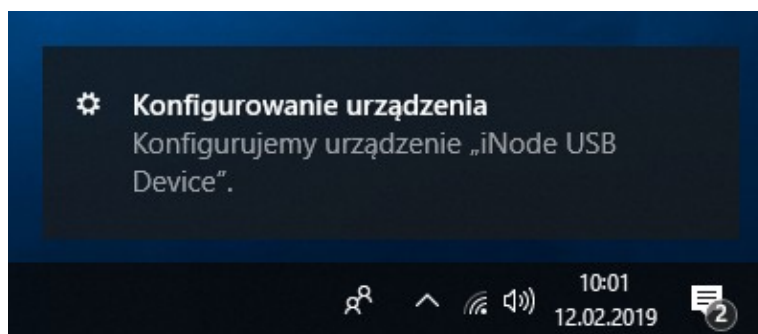 Konfigurowanie urządzenia
Konfigurujemy urządzenie „iNode USB
Device”.
10:01
12.02.2019
2